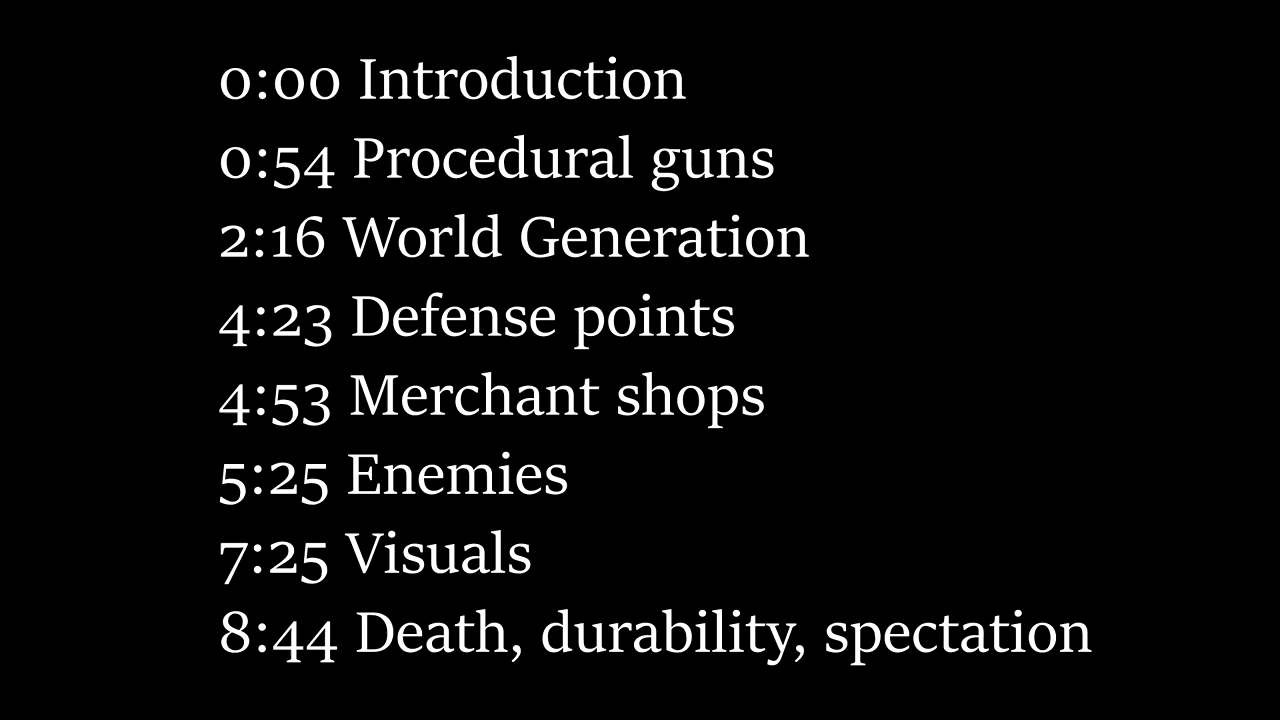 0:00 Introduction
0:54 Procedural guns
2:16 World Generation
4:23 Defense points
4:53 Merchant shops
5:25 Enemies
7:25 Visuals
8:44 Death, durability, spectation